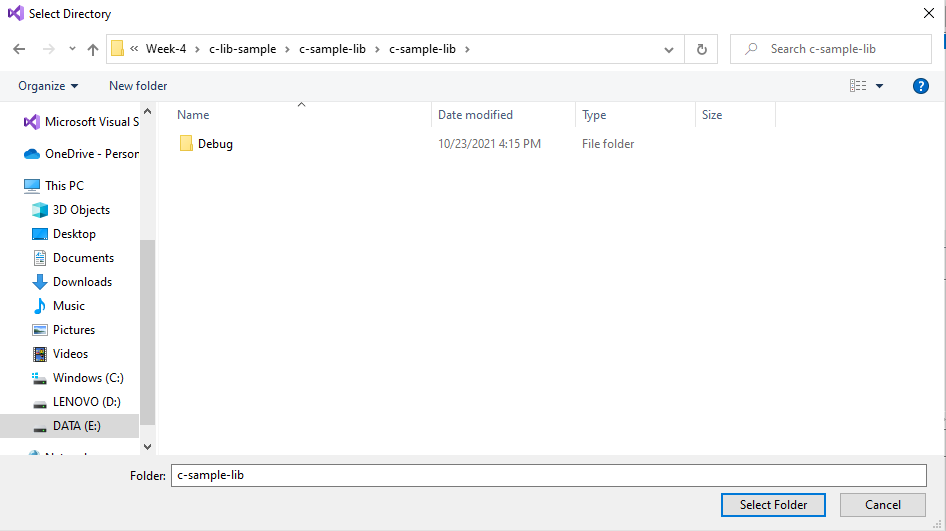 Select Directory
« Week-4 › c-lib-sample › c-sample-lib › c-sample-lib ›
Search c-sample-lib
Organize
New folder
?
Name
Date modified
Type
Size
Debug
10/23/2021 4:15 PM
File folder
Microsoft Visual S
OneDrive - Person
This PC
3D Objects
Desktop
Documents
Downloads
Music
Pictures
Videos
Windows (C:)
LENOVO (D:)
DATA (E:)
Folder: c-sample-lib
Select Folder
Cancel